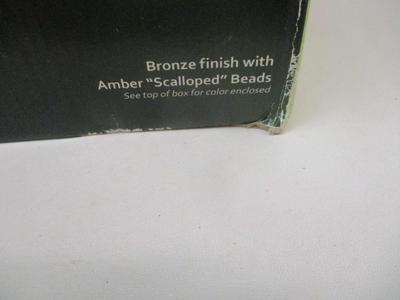 Bronze finish with
Amber "Scalloped" Beads
See top of box for color enclosed